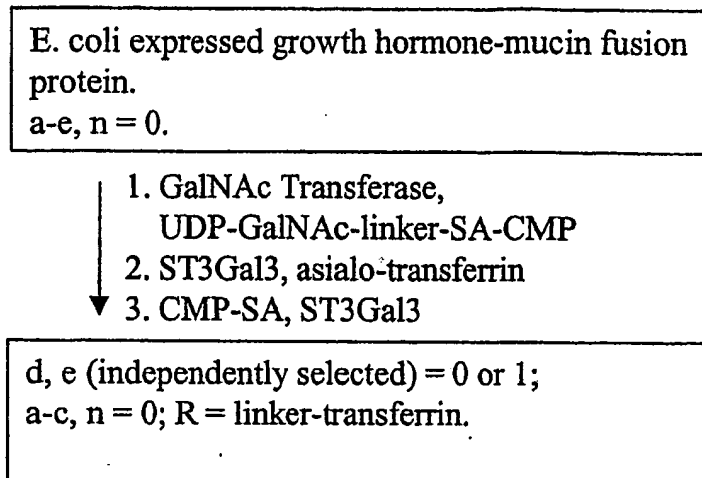 E. coli expressed growth hormone-mucin fusion
protein.
a-e, n = 0.
1. GalNAc Transferase,
UDP-GalNAc-linker-SA-CMP
2. ST3Gal3, asialo-transferrin
3. CMP-SA, ST3Gal3
d, e (independently selected) = 0 or 1;
a-c, n = 0; R = linker-transferrin.